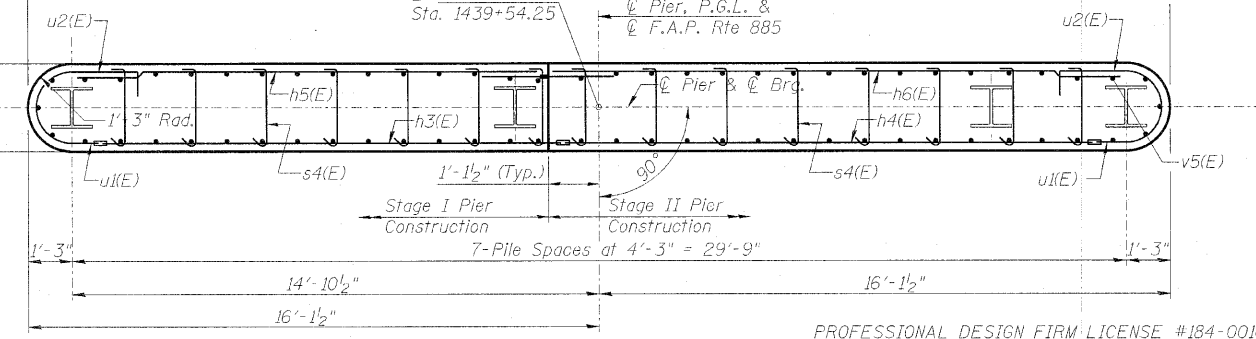 Sta. 1439+54.25
℄ Pier, P.G.L. &
℄ F.A.P. Rte 885
u2(E)
u2(E)
h5(E)
℄ Pier & ℄ Brg.
h6(E)
1'-3" Rad.
h3(E)
h4(E)
90°
u1(E)
s4(E)
1'-1½" (Typ.)
s4(E)
u1(E)
v5(E)
Stage I Pier
Construction
Stage II Pier
Construction
1'-3"
7-Pile Spaces at 4'-3" = 29'-9"
1'-3"
14'-10½"
16'-1½"
16'-1½"
PROFESSIONAL DESIGN FIRM LICENSE #184-001